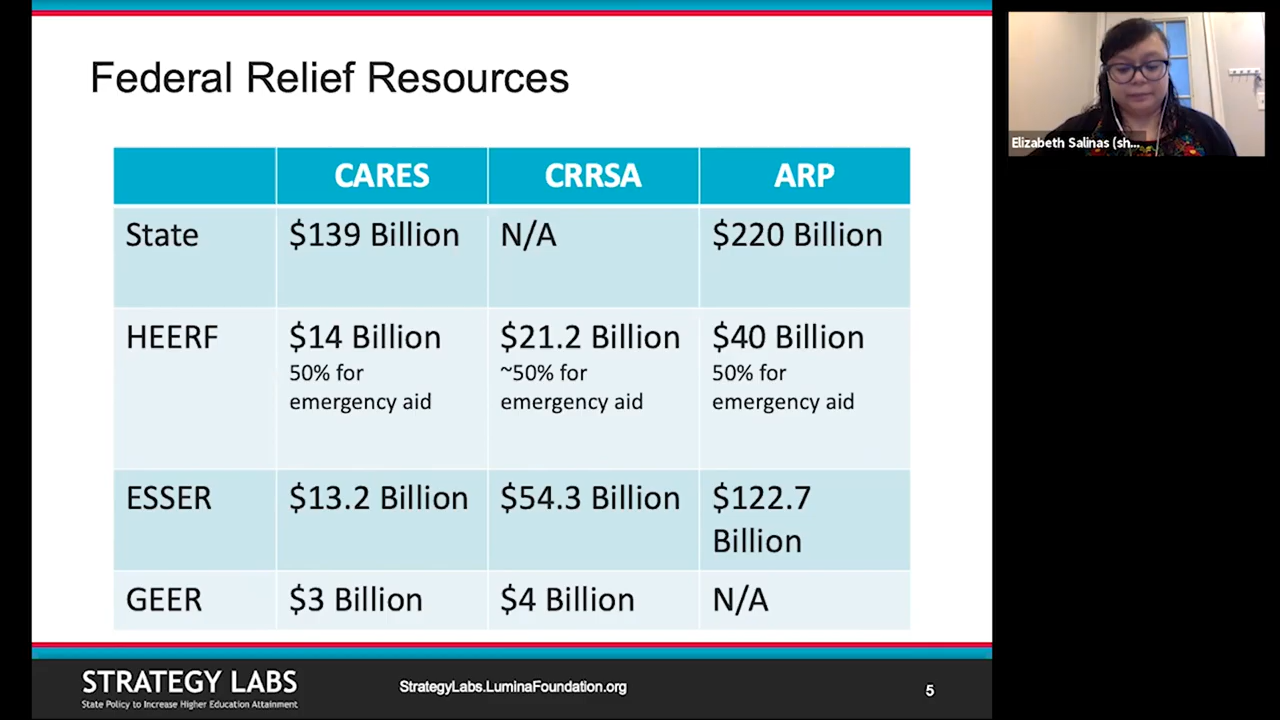 Federal Relief Resources
CARES CRRSA ARP
State $139 Billion N/A $220 Billion
HEERF $14 Billion $21.2 Billion $40 Billion
50% for ~50% for 50% for
emergency aid emergency aid emergency aid
ESSER $13.2 Billion $54.3 Billion $122.7
Billion
GEER $3 Billion $4 Billion N/A
STRATEGY LABS
State Policy to Increase Higher Education Attainment
StrategyLabs.LuminaFoundation.org
5
Elizabeth Salinas (sh...